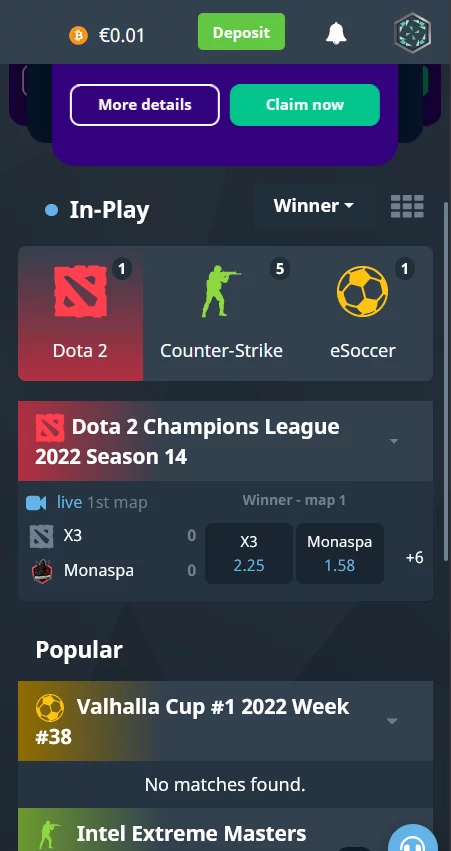 €0.01
Deposit
More details
Claim now
In-Play
Winner
1
5
1
Dota 2
Counter-Strike
eSoccer
Dota 2 Champions League
2022 Season 14
live 1st map
Winner - map 1
X3
0
Monaspa
0
X3
2.25
Monaspa
1.58
+6
Popular
Valhalla Cup #1 2022 Week
#38
No matches found.
Intel Extreme Masters